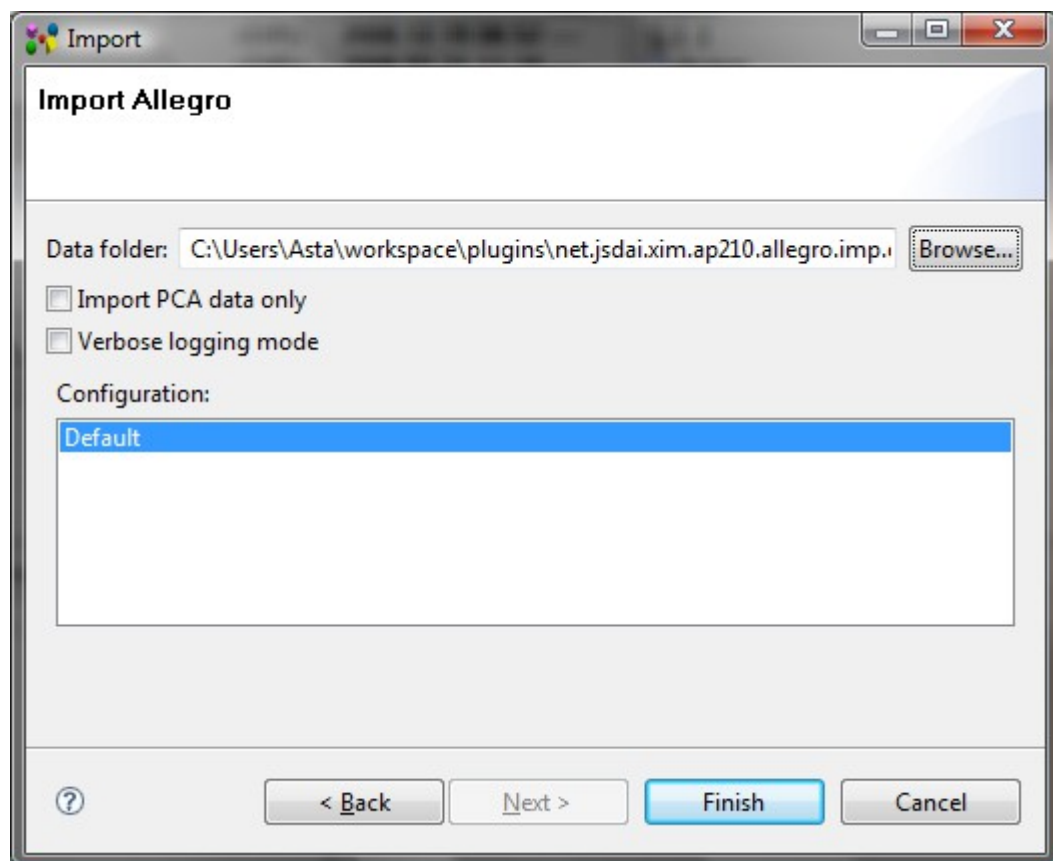 Import
Import Allegro
Data folder: C:\Users\Asta\workspace\plugins\net.jsdai.xim.ap210.allegro.imp. Browse...
Import PCA data only
Verbose logging mode
Configuration:
Default
< Back Next > Finish Cancel